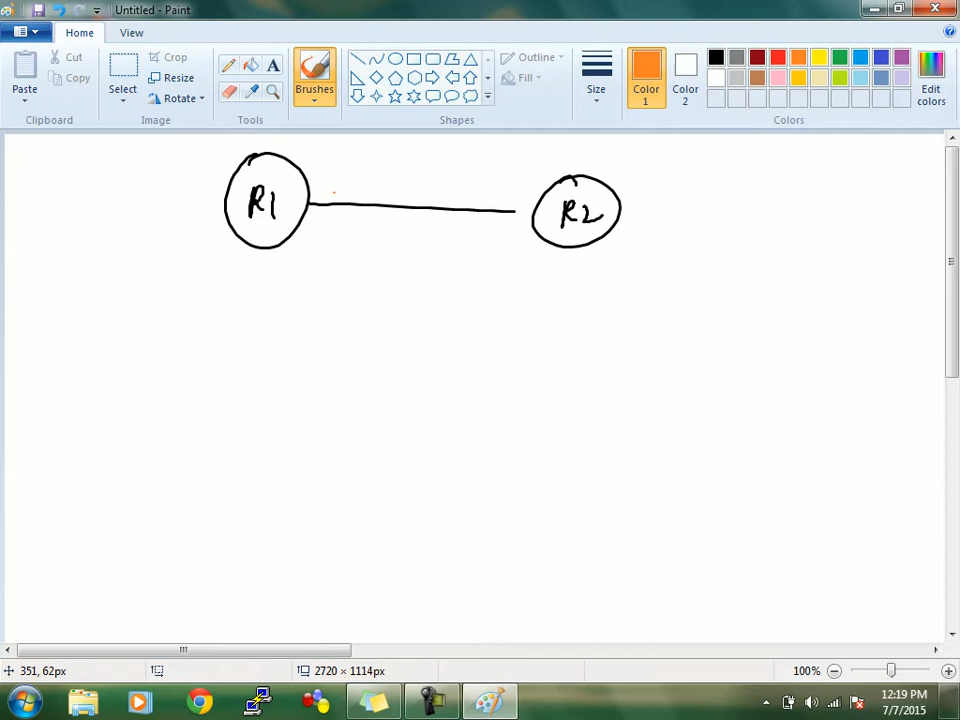 Untitled - Paint
Home
View
Paste
Cut
Copy
Clipboard
Select
Crop
Resize
Rotate
Image
A
Tools
Brushes
Outline
Fill
Shapes
Size
Color 1
Color 2
Edit colors
Colors
R1
R2
351, 62px
2720 × 1114px
100%
12:19 PM
7/7/2015